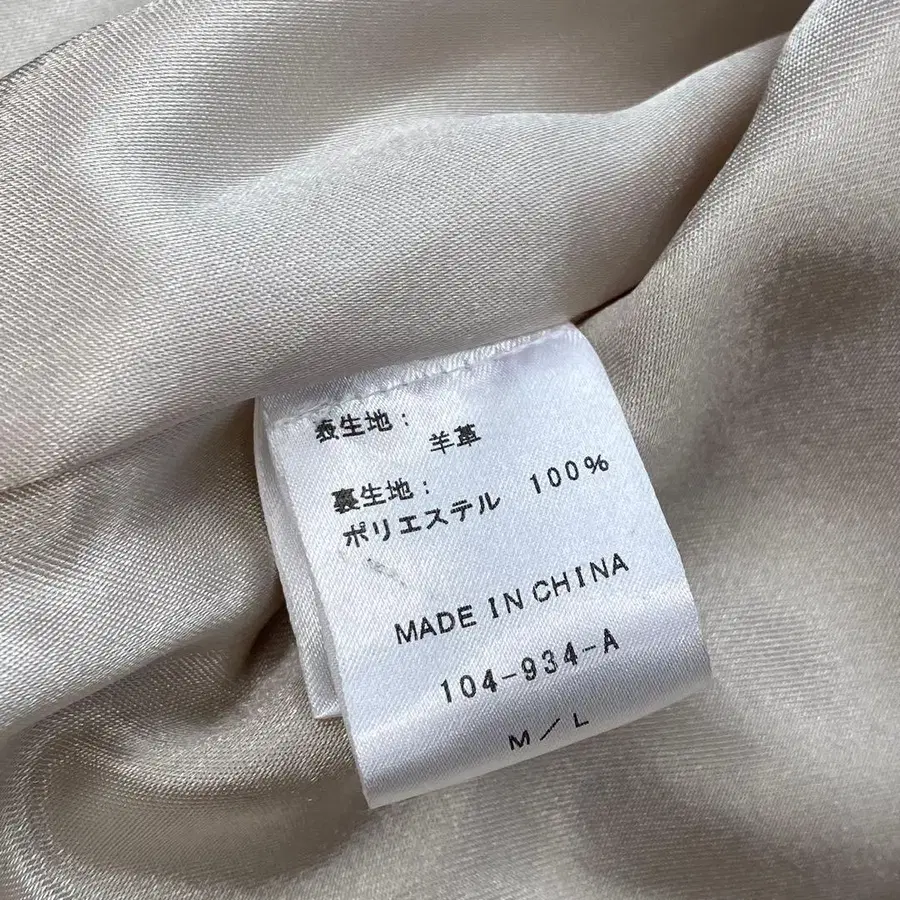 表生地：
羊革
裏生地：
ポリエステル 100%
MADE IN CHINA
104-934-A
M／L